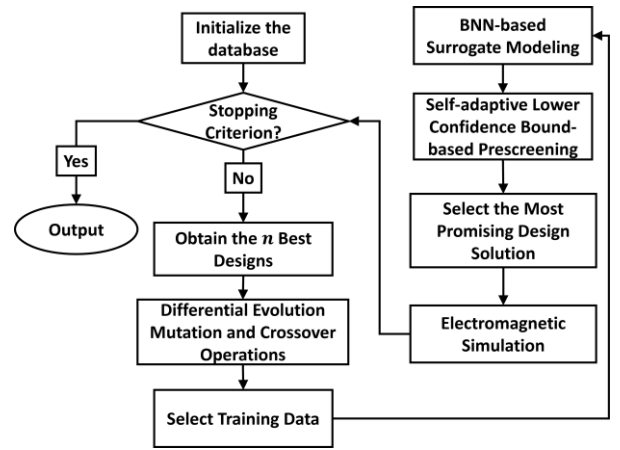 Initialize the
database
Stopping
Criterion?
Yes
No
Output
Obtain the n Best
Designs
Differential Evolution
Mutation and Crossover
Operations
Select Training Data
BNN-based
Surrogate Modeling
Self-adaptive Lower
Confidence Bound-
based Prescreening
Select the Most
Promising Design
Solution
Electromagnetic
Simulation